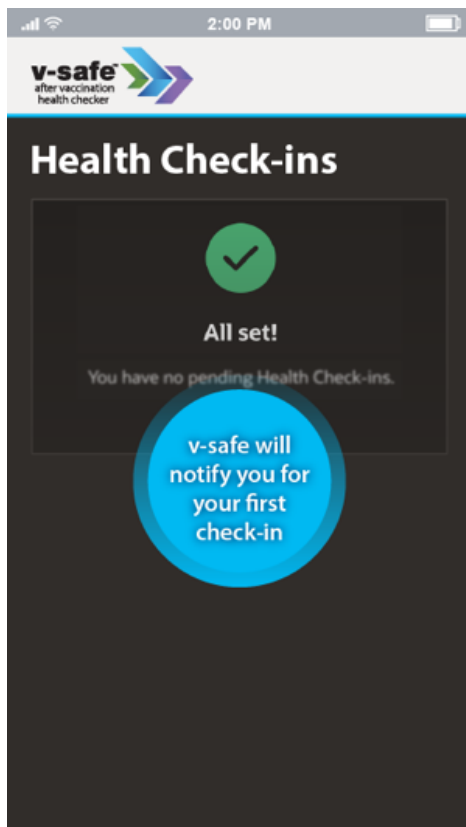 2:00 PM
v-safe™
after vaccination
health checker
Health Check-ins
All set!
You have no pending Health Check-ins.
v-safe will
notify you for
your first
check-in